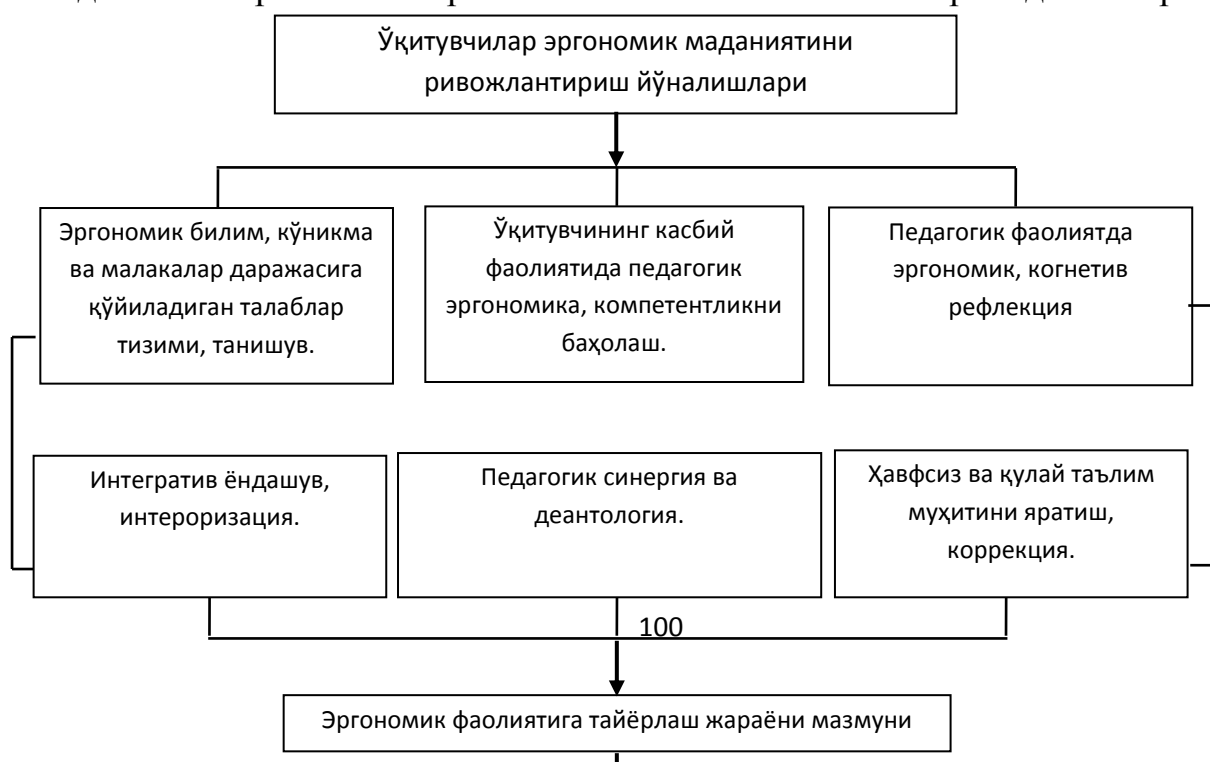 Ўқитувчилар эргономик маданиятини
ривожлантириш йўналишлари
Эргономик билим, кўникма
ва малакалар даражасига
қўйиладиган талаблар
тизими, танишув.
Ўқитувчининг касбий
фаолиятида педагогик
эргономика, компетентликни
баҳолаш.
Педагогик фаолиятда
эргономик, когнетив
рефлекция
Интегратив ёндашув,
интероризация.
Педагогик синергия ва
деантология.
Ҳавфсиз ва қулай таълим
муҳитини яратиш,
коррекция.
100
Эргономик фаолиятига тайёрлаш жараёни мазмуни